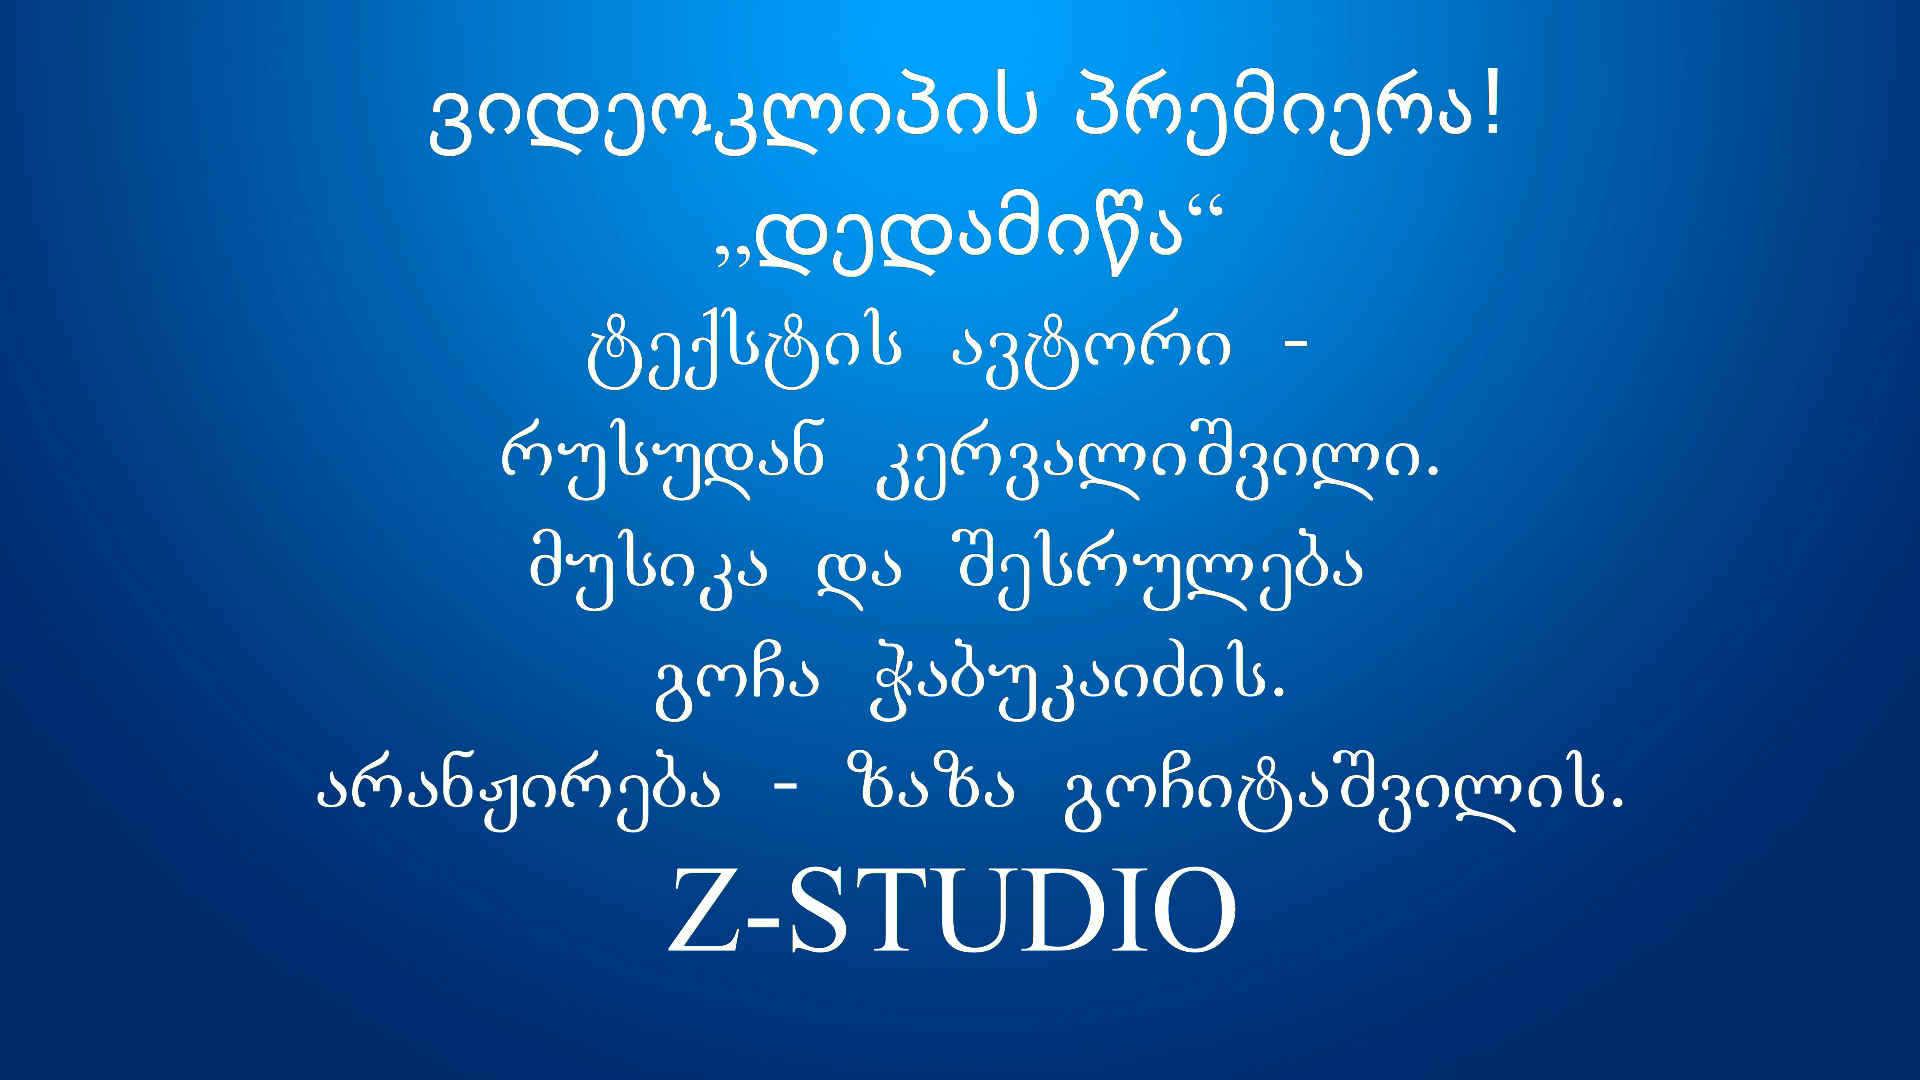 ვიდეოკლიპის პრემიერა!
„დედამიწა“
ტექსტის ავტორი -
რუსუდან კერვალიშვილი.
მუსიკა და შესრულება
გოჩა ჭაბუკაიძის.
არანჟირება - ზაზა გოჩიტაშვილის.
Z-STUDIO